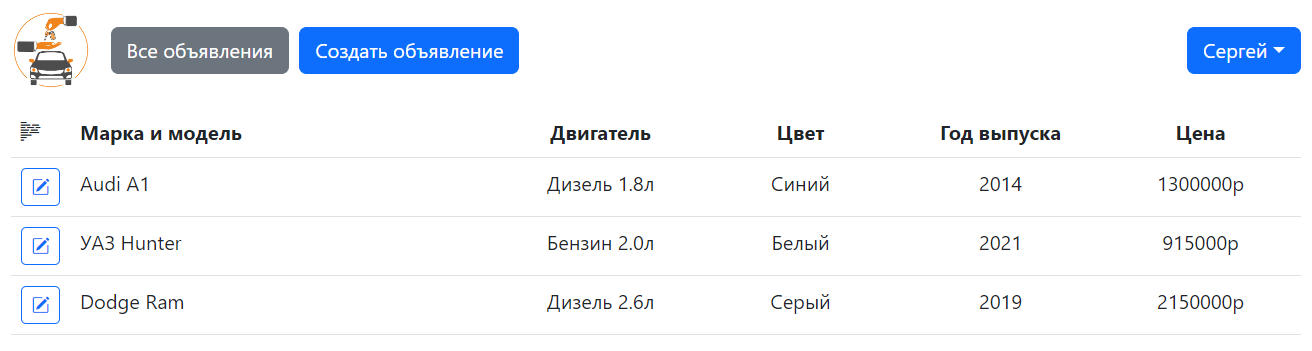 Все объявления Создать объявление Сергей
Марка и модель Двигатель Цвет Год выпуска Цена
Audi A1 Дизель 1.8л Синий 2014 1300000р
УАЗ Hunter Бензин 2.0л Белый 2021 915000р
Dodge Ram Дизель 2.6л Серый 2019 2150000р